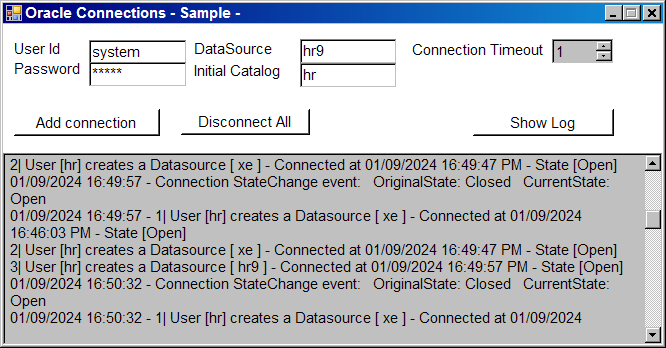 Oracle Connections - Sample -
User Id system DataSource hr9 Connection Timeout 1
Password ***** Initial Catalog hr
Add connection Disconnect All Show Log
2| User [hr] creates a Datasource [ xe ] - Connected at 01/09/2024 16:49:47 PM - State [Open]
01/09/2024 16:49:57 - Connection StateChange event:   OriginalState: Closed   CurrentState:
Open
01/09/2024 16:49:57 - 1| User [hr] creates a Datasource [ xe ] - Connected at 01/09/2024
16:46:03 PM - State [Open]
2| User [hr] creates a Datasource [ xe ] - Connected at 01/09/2024 16:49:47 PM - State [Open]
3| User [hr] creates a Datasource [ hr9 ] - Connected at 01/09/2024 16:49:57 PM - State [Open]
01/09/2024 16:50:32 - Connection StateChange event:   OriginalState: Closed   CurrentState:
Open
01/09/2024 16:50:32 - 1| User [hr] creates a Datasource [ xe ] - Connected at 01/09/2024